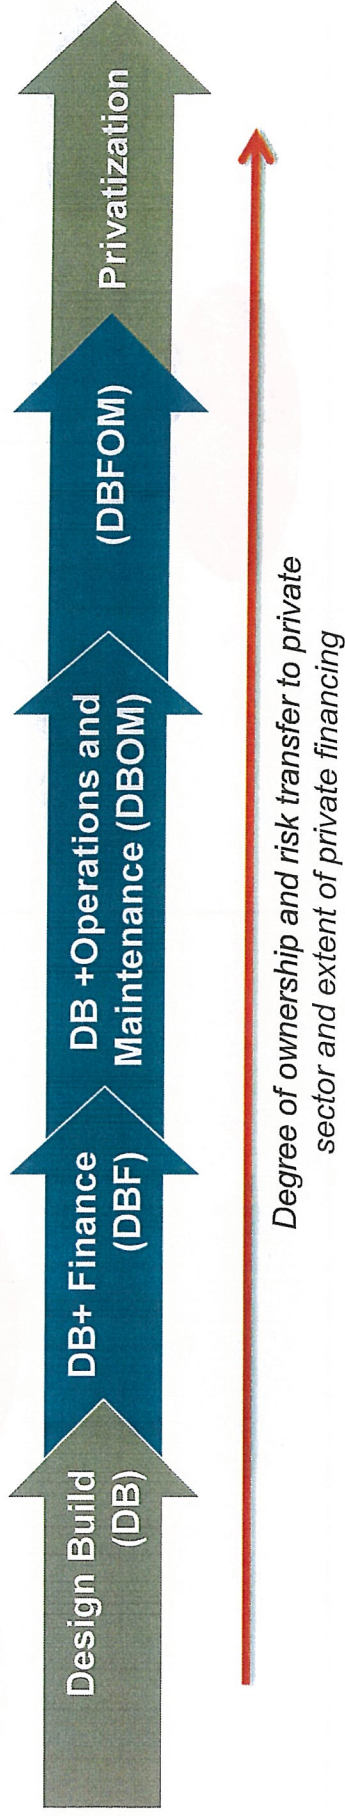 Design Build
(DB)
DB+ Finance
(DBF)
DB +Operations and
Maintenance (DBOM)
(DBFOM)
Privatization
Degree of ownership and risk transfer to private
sector and extent of private financing